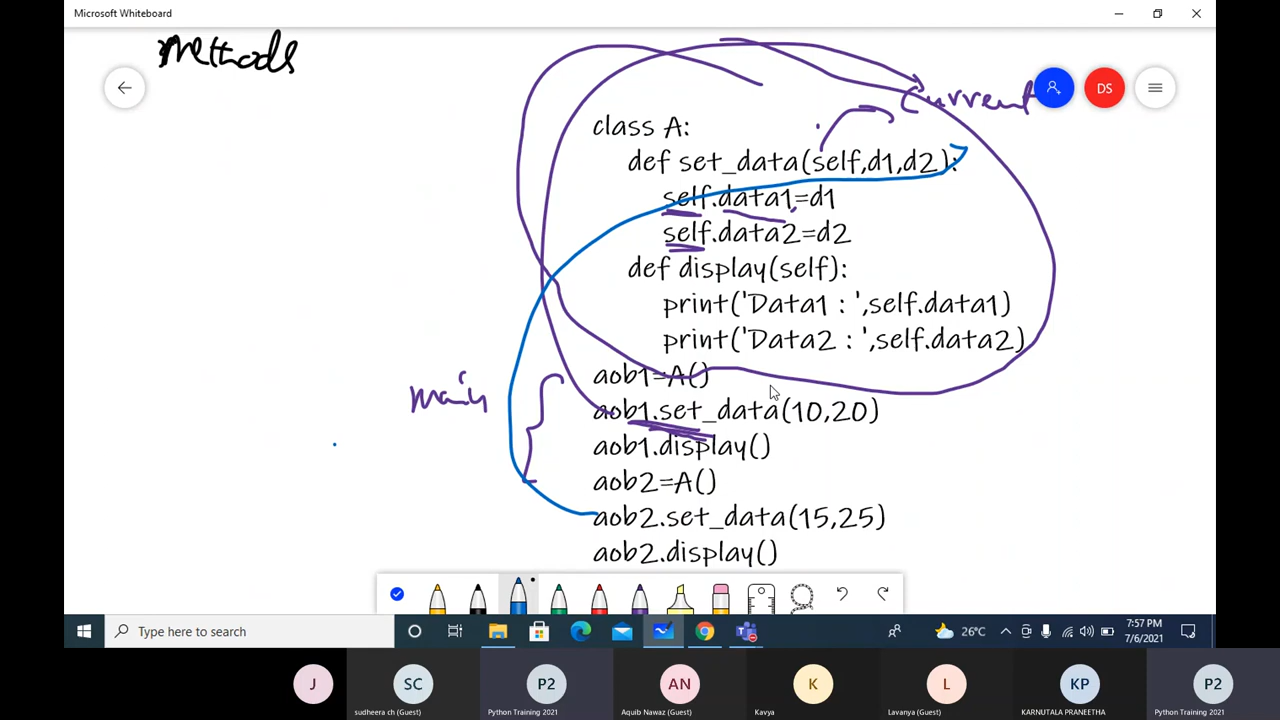 Microsoft Whiteboard
Methods
Current
DS
class A:
def set_data(self,d1,d2):
self.data1=d1
self.data2=d2
def display(self):
print('Data1 : ',self.data1)
print('Data2 : ',self.data2)
aob1=A()
main
aob1.set_data(10,20)
aob1.display()
aob2=A()
aob2.set_data(15,25)
aob2.display()
Type here to search
26°C
7:57 PM
7/6/2021
J
SC
P2
AN
K
L
KP
P2
sudheera ch (Guest)
Python Training 2021
Aquib Nawaz (Guest)
Kavya
Lavanya (Guest)
KARNUTALA PRANEETHA
Python Training 2021